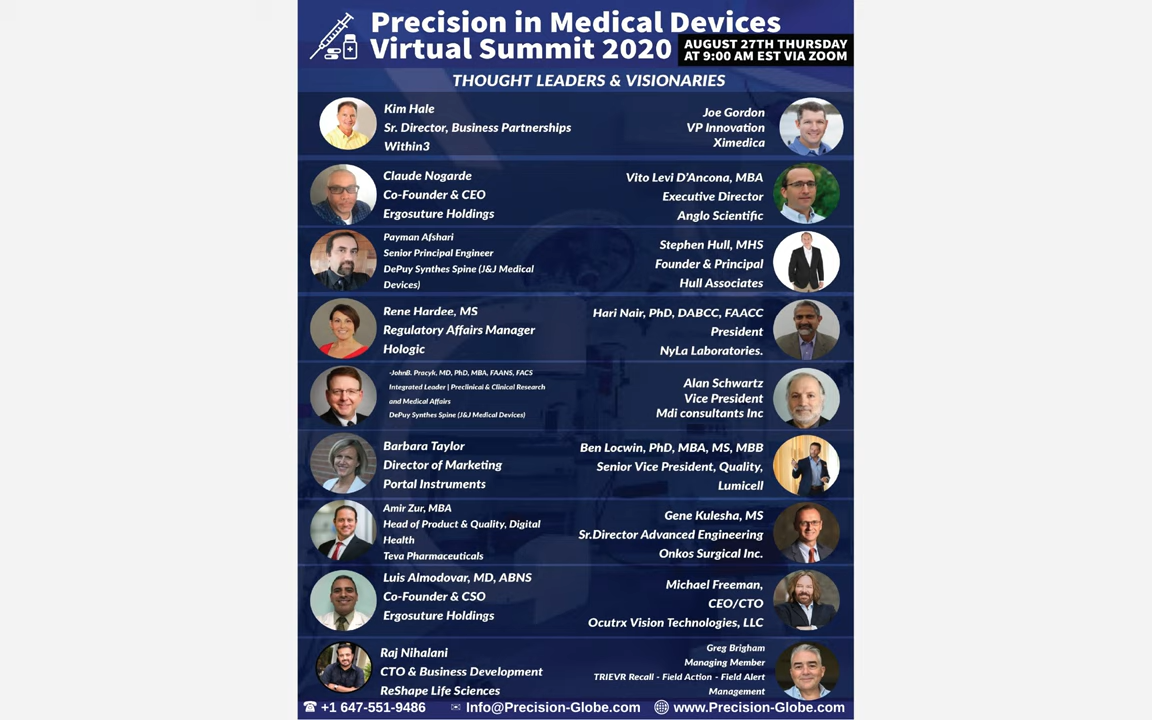 Precision in Medical Devices
Virtual Summit 2020
AUGUST 27TH THURSDAY
AT 9:00 AM EST VIA ZOOM
THOUGHT LEADERS & VISIONARIES
Kim Hale
Sr. Director, Business Partnerships
Within3
Joe Gordon
VP Innovation
Ximedica
Claude Nogarde
Co-Founder & CEO
Ergosuture Holdings
Vito Levi D'Ancona, MBA
Executive Director
Anglo Scientific
Payman Afshari
Senior Principal Engineer
DePuy Synthes Spine (J&J Medical
Devices)
Stephen Hull, MHS
Founder & Principal
Hull Associates
Rene Hardee, MS
Regulatory Affairs Manager
Hologic
Hari Nair, PhD, DABCC, FAACC
President
NyLa Laboratories.
-JohnB. Pracyk, MD, PhD, MBA, FAANS, FACS
Integrated Leader | Preclinical & Clinical Research
and Medical Affairs
DePuy Synthes Spine (J&J Medical Devices)
Alan Schwartz
Vice President
Mdi consultants Inc
Barbara Taylor
Director of Marketing
Portal Instruments
Ben Locwin, PhD, MBA, MS, MBB
Senior Vice President, Quality,
Lumicell
Amir Zur, MBA
Head of Product & Quality, Digital
Health
Teva Pharmaceuticals
Gene Kulesha, MS
Sr.Director Advanced Engineering
Onkos Surgical Inc.
Luis Almodovar, MD, ABNS
Co-Founder & CSO
Ergosuture Holdings
Michael Freeman,
CEO/CTO
Ocutrx Vision Technologies, LLC
Raj Nihalani
CTO & Business Development
ReShape Life Sciences
Greg Brigham
Managing Member
TRIEVR Recall - Field Action - Field Alert
Management
+1 647-551-9486 Info@Precision-Globe.com www.Precision-Globe.com